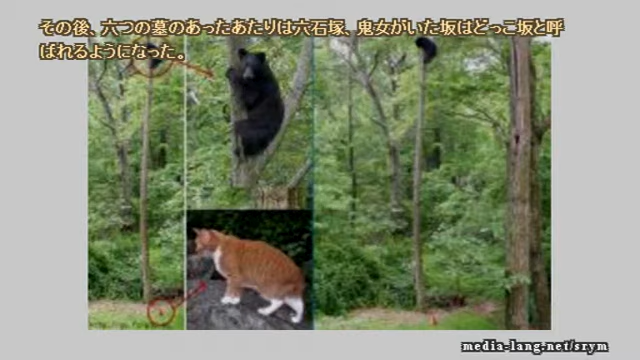 その後、六つの墓のあったあたりは六石塚、鬼女がいた坂はどっこ坂と呼
ばれるようになった。
media-lang.net/srym